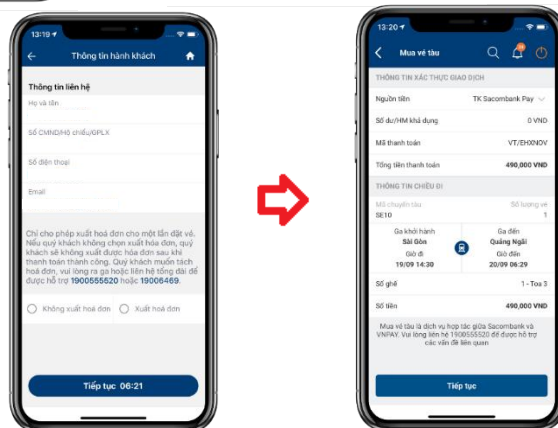 13:19
Thông tin hành khách
Thông tin liên hệ
Họ và tên
Số CMND/Hộ chiếu/GPLX
Số điện thoại
Email
Chỉ cho phép xuất hoá đơn cho một lần đặt vé.
Nếu quý khách không chọn xuất hóa đơn, quý
khách sẽ không xuất được hóa đơn sau khi
thanh toán thành công. Quý khách muốn tách
hoá đơn, vui lòng ra ga hoặc liên hệ tổng đài để
được hỗ trợ 1900555520 hoặc 19006469.
Không xuất hoá đơn Xuất hoá đơn
Tiếp tục 06:21
13:20
Mua vé tàu
THÔNG TIN XÁC THỰC GIAO DỊCH
Nguồn tiền TK Sacombank Pay
Số dư/HM khả dụng 0 VND
Mã thanh toán VT/EHXNOV
Tổng tiền thanh toán 490,000 VND
THÔNG TIN CHIỀU ĐI
Mã chuyến tàu Số lượng vé
SE10 1
Ga khởi hành Ga đến
Sài Gòn Quảng Ngãi
Giờ đi Giờ đến
19/09 14:30 20/09 06:29
Số ghế 1 - Toa 3
Số tiền 490,000 VND
Mua vé tàu là dịch vụ hợp tác giữa Sacombank và
VNPAY. Vui lòng liên hệ 1900555520 để được hỗ trợ
các vấn đề liên quan
Tiếp tục